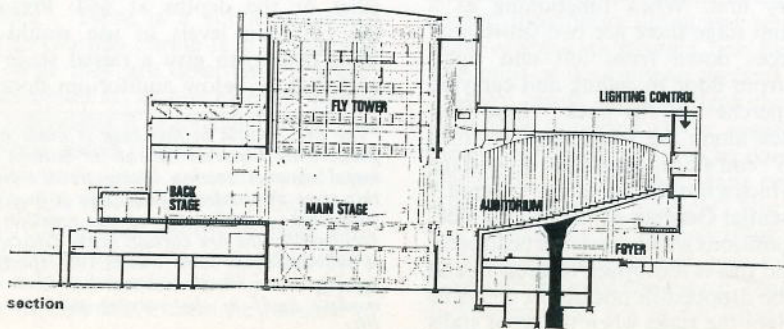 FLY TOWER
LIGHTING CONTROL
BACK
STAGE
MAIN STAGE
AUDITORIUM
FOYER
section